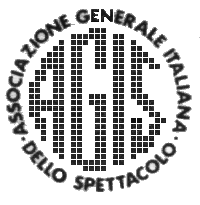 ·ASSOCIAZIONE GENERALE ITALIANA·
DELLO SPETTACOLO
AGIS